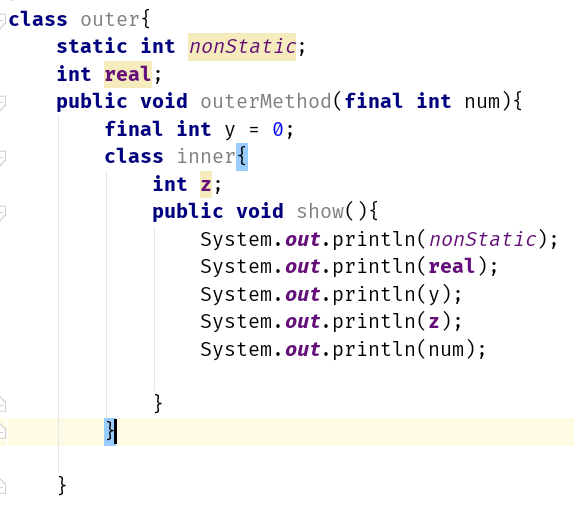 class outer{
    static int nonStatic;
    int real;
    public void outerMethod(final int num){
        final int y = 0;
        class inner{
            int z;
            public void show(){
                System.out.println(nonStatic);
                System.out.println(real);
                System.out.println(y);
                System.out.println(z);
                System.out.println(num);
            }
        }
    }